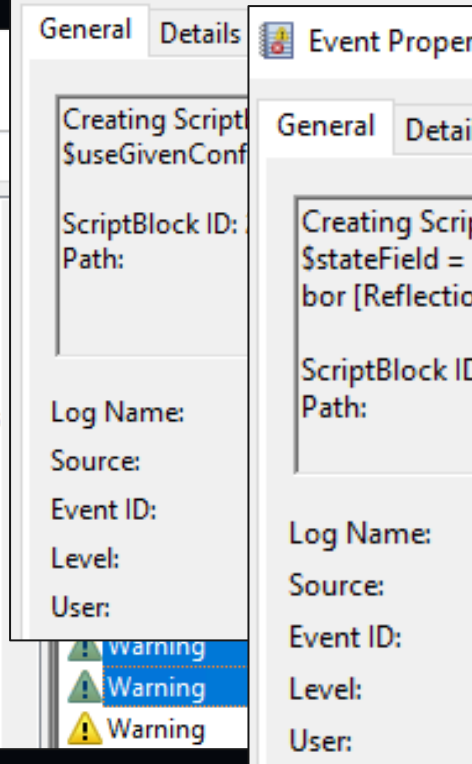 General Details
Creating Script
$useGivenConf
ScriptBlock ID:
Path:
Log Name:
Source:
Event ID:
Level:
User:
Warning
Warning
Warning
Event Proper
General Detai
Creating Scrip
$stateField =
bor [Reflectio
ScriptBlock ID
Path:
Log Name:
Source:
Event ID:
Level:
User: